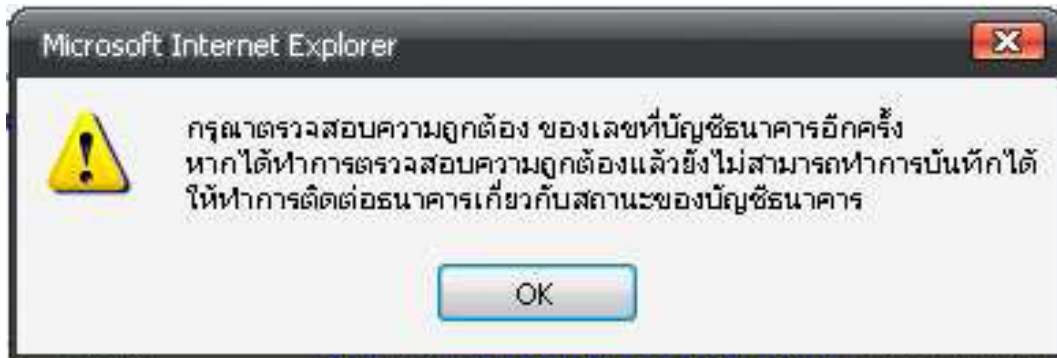 Microsoft Internet Explorer
กรุณาตรวจสอบความถูกต้อง ของเลขที่บัญชีธนาคารอีกครั้ง
หากได้ทำการตรวจสอบความถูกต้องแล้วยังไม่สามารถทำการบันทึกได้
ให้ทำการติดต่อธนาคารเกี่ยวกับสถานะของบัญชีธนาคาร
OK